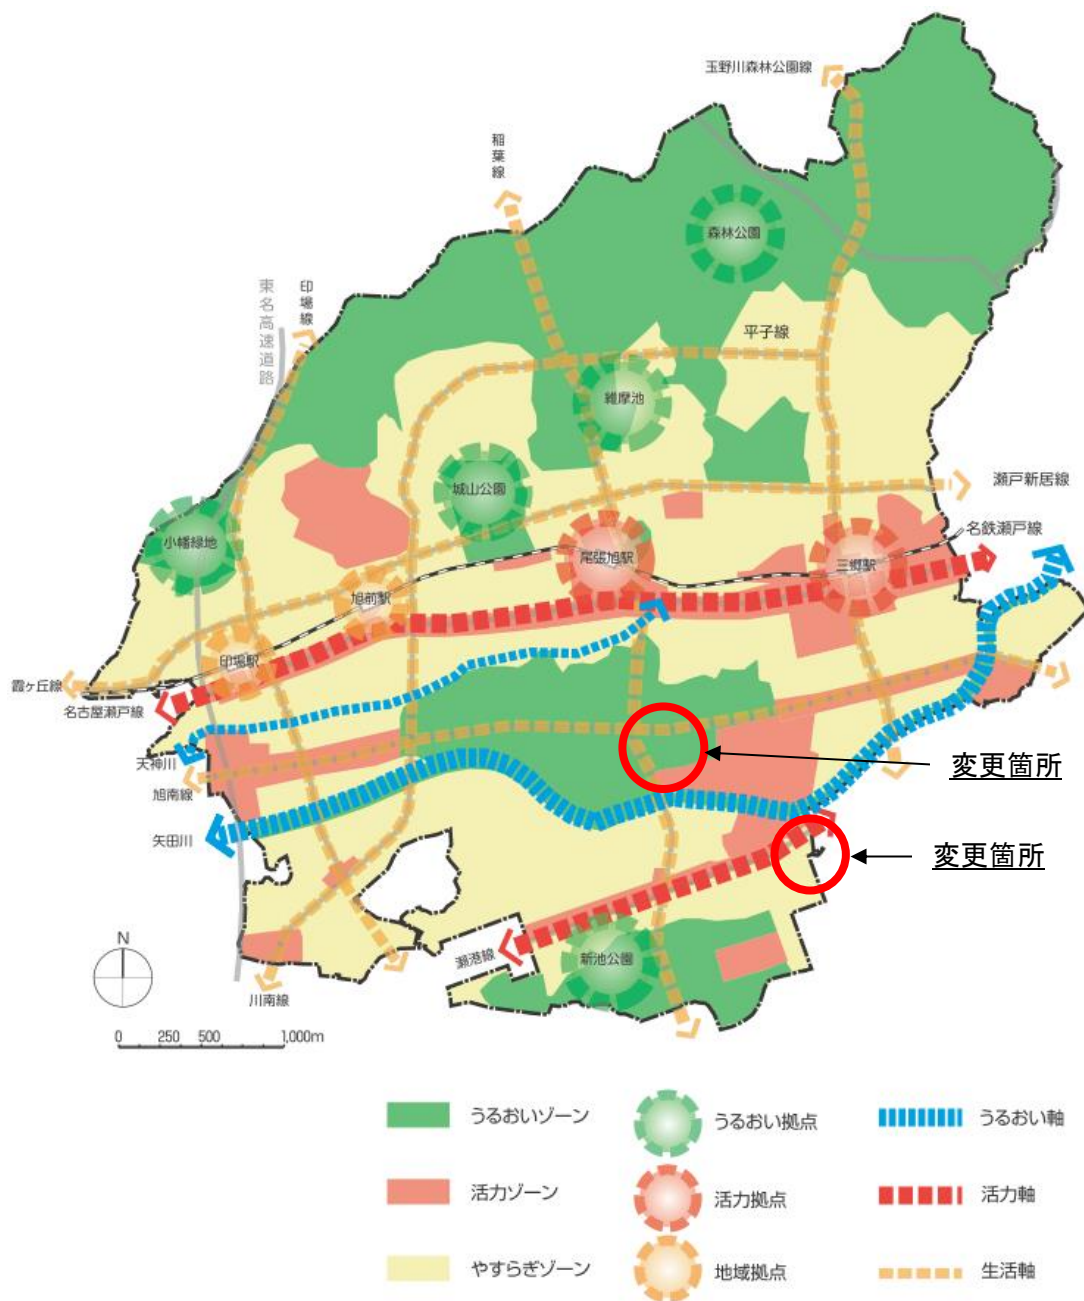 玉野川森林公園線
稲葉線
森林公園
東名高速道路
印場線
平子線
維摩池
城山公園
瀬戸新居線
小幡緑地
尾張旭駅
三郷駅
名鉄瀬戸線
旭前駅
印場駅
霞ヶ丘線
名古屋瀬戸線
天神川
旭南線
矢田川
変更箇所
変更箇所
瀬港線
新池公園
川南線
N
0 250 500 1,000m
うるおいゾーン
うるおい拠点
うるおい軸
活力ゾーン
活力拠点
活力軸
やすらぎゾーン
地域拠点
生活軸